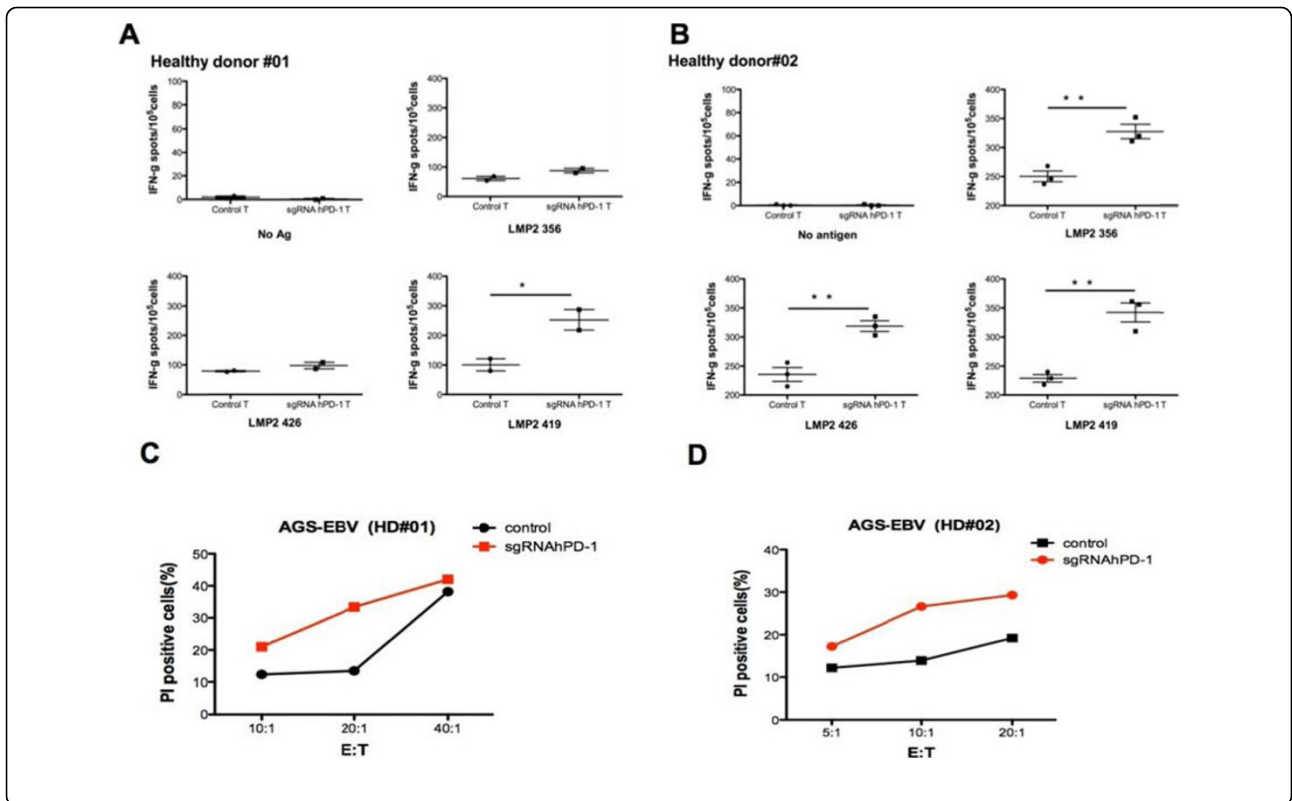 A
Healthy donor #01
IFN-g spots/10⁵cells
100
80
60
40
20
0
Control T
sgRNA hPD-1 T
No Ag
IFN-g spots/10⁵cells
400
300
200
100
0
Control T
sgRNA hPD-1 T
LMP2 356
IFN-g spots/10⁵cells
400
300
200
100
0
Control T
sgRNA hPD-1 T
LMP2 426
IFN-g spots/10⁵cells
400
300
200
100
0
*
Control T
sgRNA hPD-1 T
LMP2 419
B
Healthy donor#02
IFN-g spots/10⁵cells
100
80
60
40
20
0
Control T
sgRNA hPD-1 T
No antigen
IFN-g spots/10⁵cells
400
350
300
250
200
* *
Control T
sgRNA hPD-1 T
LMP2 356
IFN-g spots/10⁵cells
400
350
300
250
200
* *
Control T
sgRNA hPD-1 T
LMP2 426
IFN-g spots/10⁵cells
400
350
300
250
200
* *
Control T
sgRNA hPD-1 T
LMP2 419
C
AGS-EBV (HD#01)
control
sgRNAhPD-1
PI positive cells(%)
50
40
30
20
10
0
10:1
20:1
40:1
E:T
D
AGS-EBV (HD#02)
control
sgRNAhPD-1
PI positive cells(%)
40
30
20
10
0
5:1
10:1
20:1
E:T